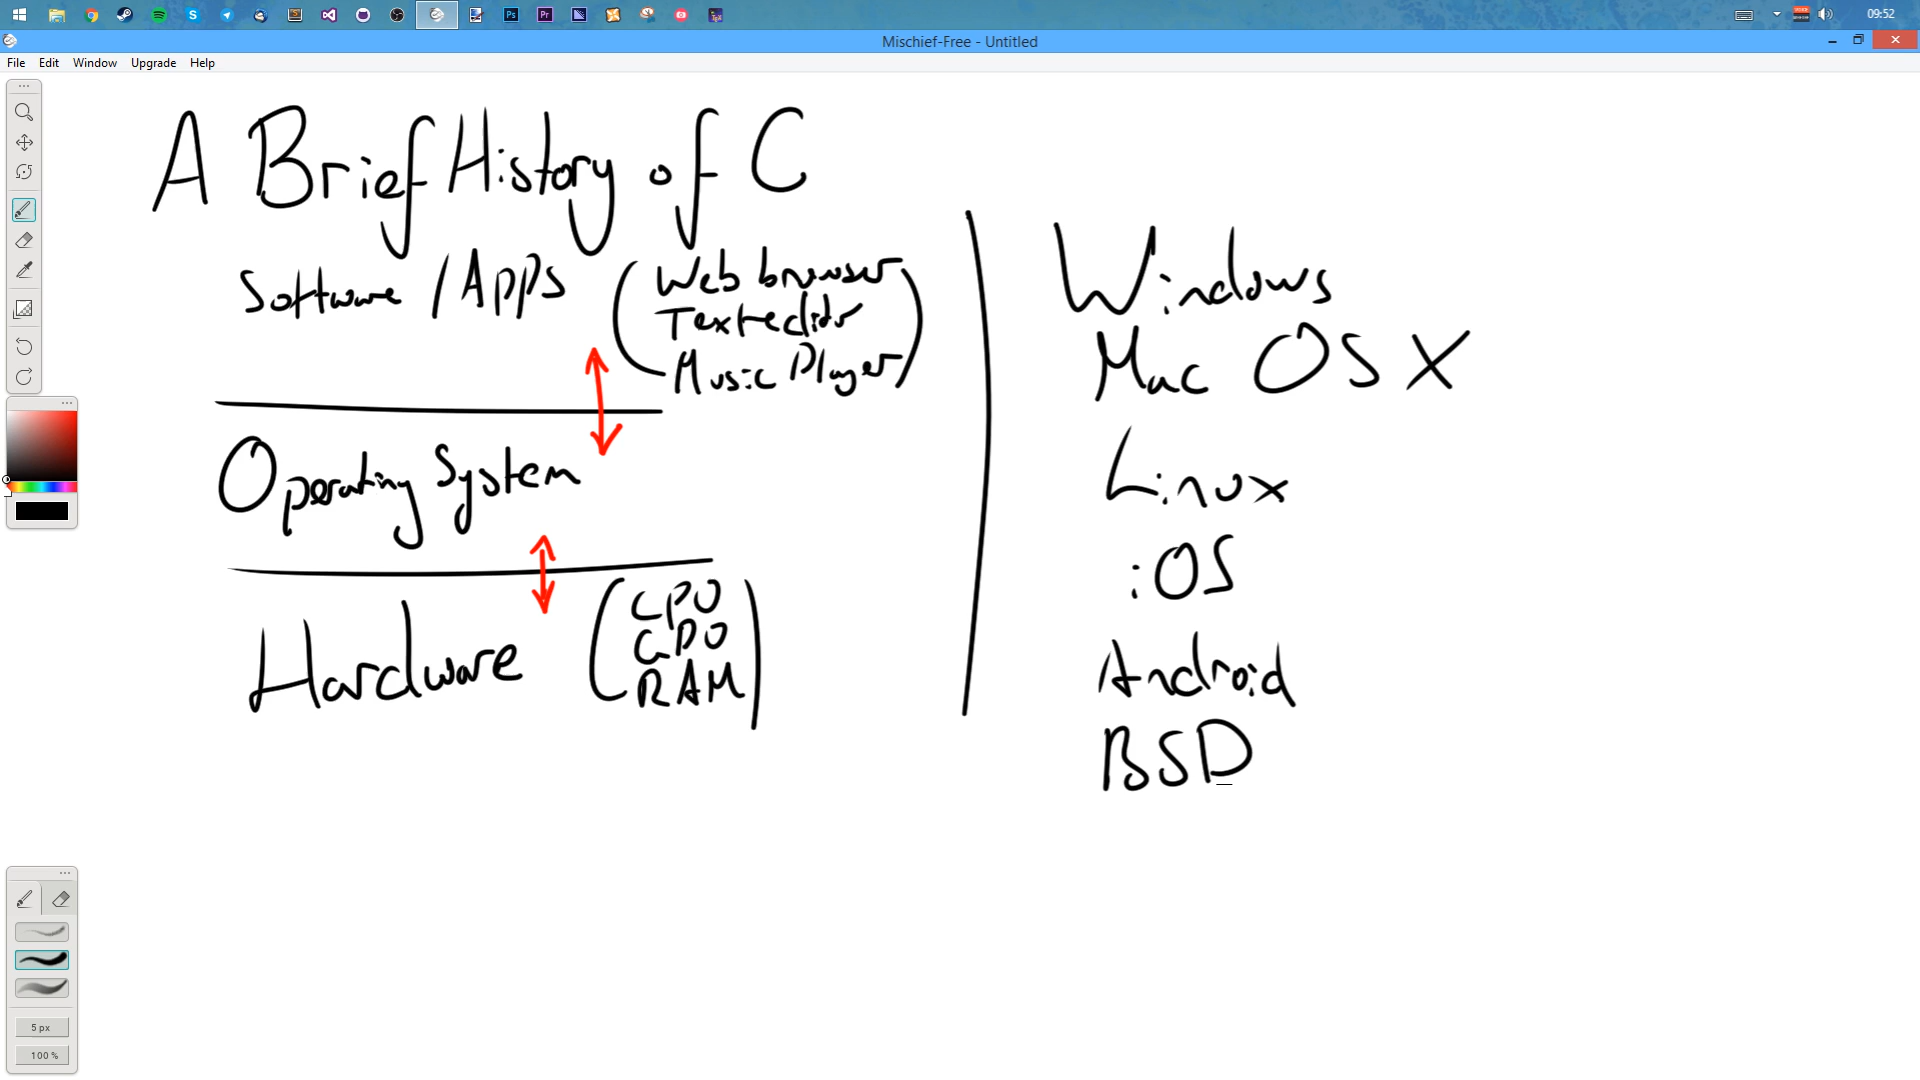 09:52
Mischief-Free - Untitled
File Edit Window Upgrade Help
A Brief History of C
Software / Apps
(Web browser
Text editor
Music Player)
Operating System
Hardware
(CPU
GPU
RAM)
Windows
Mac OS X
Linux
iOS
Android
BSD
5 px
100 %